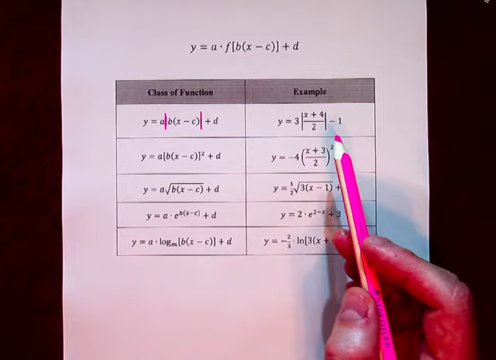 y = a · f[b(x − c)] + d
Class of Function Example
y = a|b(x − c)| + d y = 3 |(x + 4)/2| − 1
y = a[b(x − c)]² + d y = −4 ((x + 3)/2)²
y = a√(b(x − c)) + d y = ½√(3(x − 1)) +
y = a · e^(b(x−c)) + d y = 2 · e^(2−x) + 3
y = a · logₘ[b(x − c)] + d y = −⅔ · ln[3(x +